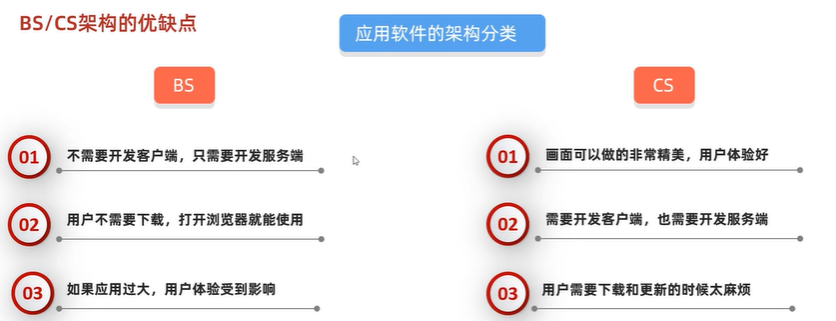 BS/CS架构的优缺点
应用软件的架构分类
BS
01 不需要开发客户端，只需要开发服务端
02 用户不需要下载，打开浏览器就能使用
03 如果应用过大，用户体验受到影响
CS
01 画面可以做的非常精美，用户体验好
02 需要开发客户端，也需要开发服务端
03 用户需要下载和更新的时候太麻烦